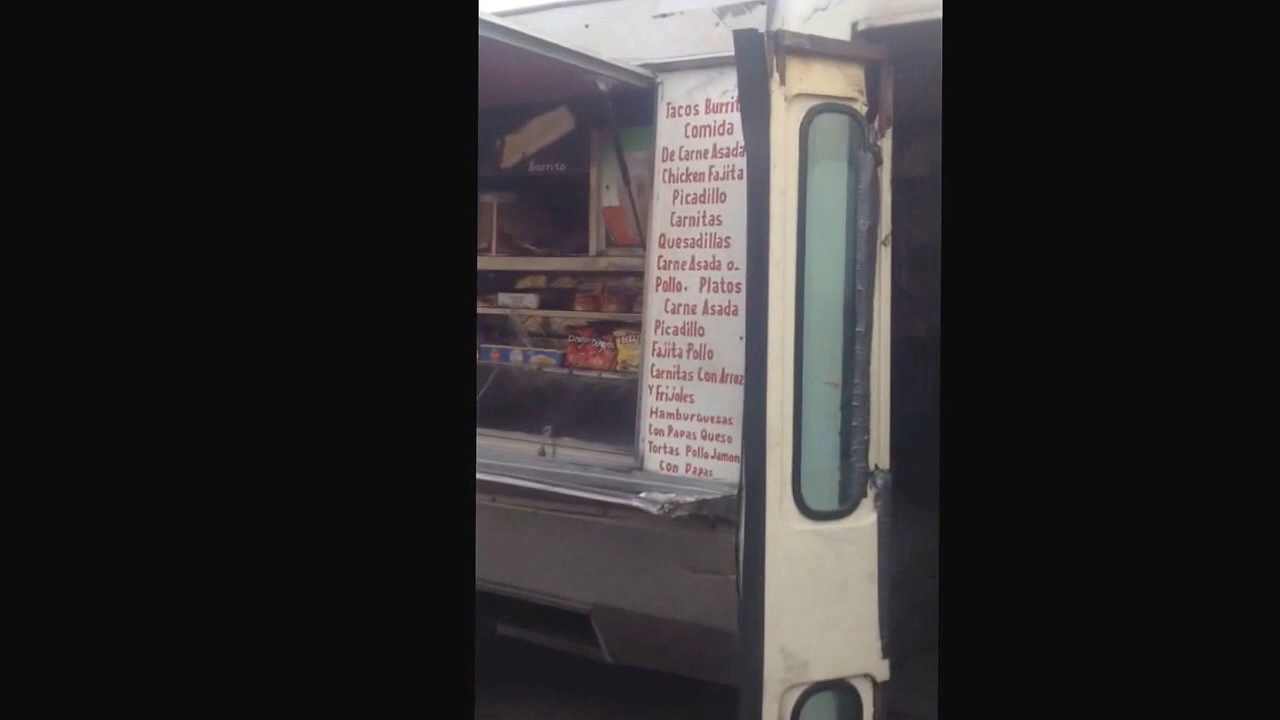 Tacos Burrit
Comida
De Carne Asada
Chicken Fajita
Picadillo
Carnitas
Quesadillas
Carne Asada o-
Pollo. Platos
Carne Asada
Picadillo
Fajita Pollo
Carnitas Con Arroz
Y Frijoles
Hamburguesas
Con Papas Queso
Tortas Pollo Jamon
Con Papas
Burrito